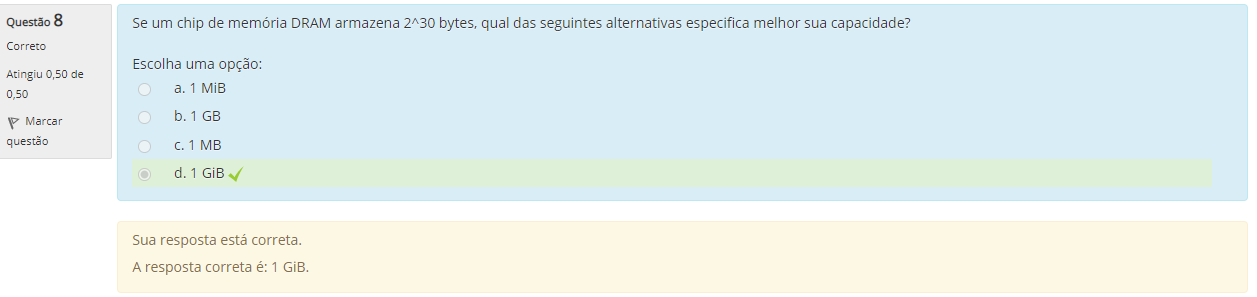 Questão 8
Correto
Atingiu 0,50 de
0,50
Marcar
questão
Se um chip de memória DRAM armazena 2^30 bytes, qual das seguintes alternativas especifica melhor sua capacidade?
Escolha uma opção:
a. 1 MiB
b. 1 GB
c. 1 MB
d. 1 GiB
Sua resposta está correta.
A resposta correta é: 1 GiB.